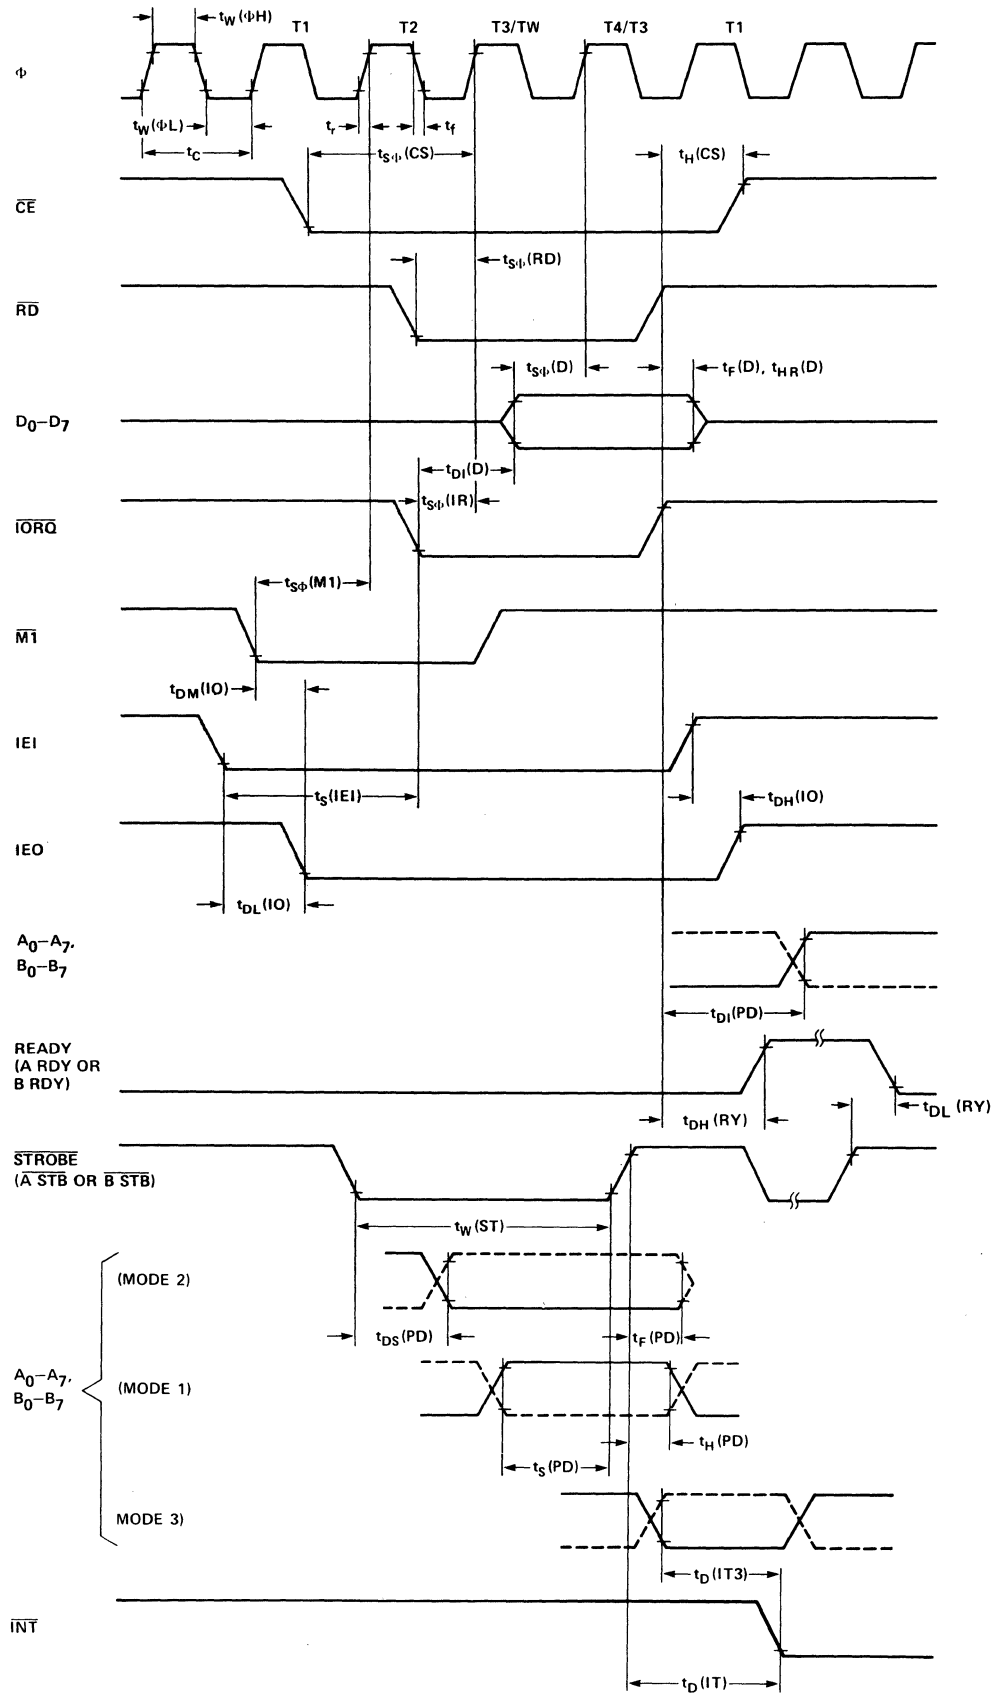 tW(ΦH)
T1 T2 T3/TW T4/T3 T1
Φ
tW(ΦL) tr tf
tC tSΦ(CS) tH(CS)
CE
tSΦ(RD)
RD
tSΦ(D) tF(D), tHR(D)
D0–D7
tDI(D)
tSΦ(IR)
IORQ
tSΦ(M1)
M1
tDM(IO)
IEI
tS(IEI) tDH(IO)
IEO
tDL(IO)
A0–A7,
B0–B7
tDI(PD)
READY
(A RDY OR
B RDY)
tDH(RY) tDL(RY)
STROBE
(A STB OR B STB)
tW(ST)
(MODE 2)
tDS(PD) tF(PD)
A0–A7,
B0–B7
(MODE 1)
tH(PD)
tS(PD)
MODE 3)
tD(IT3)
INT
tD(IT)